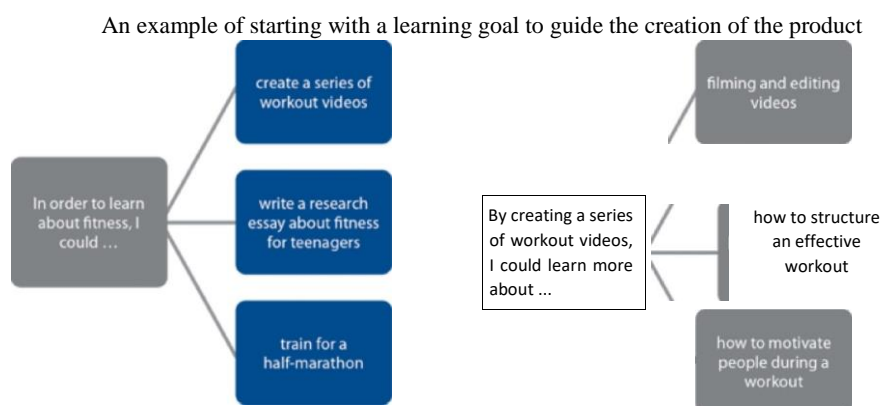 An example of starting with a learning goal to guide the creation of the product
In order to learn
about fitness, I
could ...
create a series of
workout videos
write a research
essay about fitness
for teenagers
train for a
half-marathon
By creating a series
of workout videos,
I could learn more
about ...
filming and editing
videos
how to structure
an effective
workout
how to motivate
people during a
workout